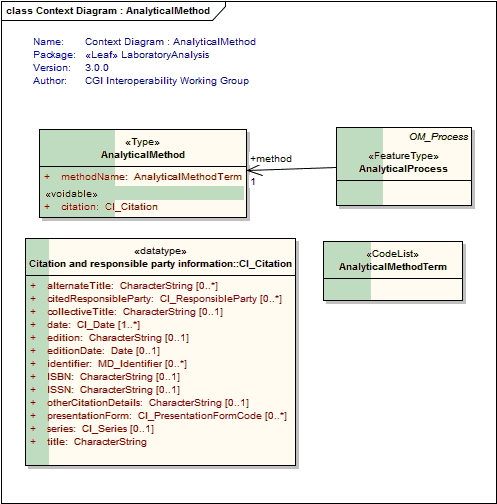 class Context Diagram : AnalyticalMethod
Name: Context Diagram : AnalyticalMethod
Package: «Leaf» LaboratoryAnalysis
Version: 3.0.0
Author: CGI Interoperability Working Group
«Type»
AnalyticalMethod
+ methodName: AnalyticalMethodTerm
«voidable»
+ citation: CI_Citation
+method
1
OM_Process
«FeatureType»
AnalyticalProcess
«datatype»
Citation and responsible party information::CI_Citation
+ alternateTitle: CharacterString [0..*]
+ citedResponsibleParty: CI_ResponsibleParty [0..*]
+ collectiveTitle: CharacterString [0..1]
+ date: CI_Date [1..*]
+ edition: CharacterString [0..1]
+ editionDate: Date [0..1]
+ identifier: MD_Identifier [0..*]
+ ISBN: CharacterString [0..1]
+ ISSN: CharacterString [0..1]
+ otherCitationDetails: CharacterString [0..1]
+ presentationForm: CI_PresentationFormCode [0..*]
+ series: CI_Series [0..1]
+ title: CharacterString
«CodeList»
AnalyticalMethodTerm